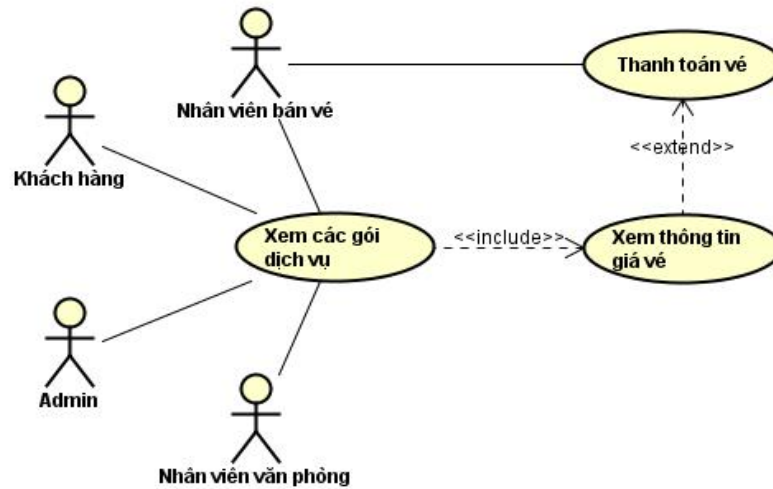 Thanh toán vé
Nhân viên bán vé
<<extend>>
Khách hàng
Xem các gói
dịch vụ
<<include>>
Xem thông tin
giá vé
Admin
Nhân viên văn phòng